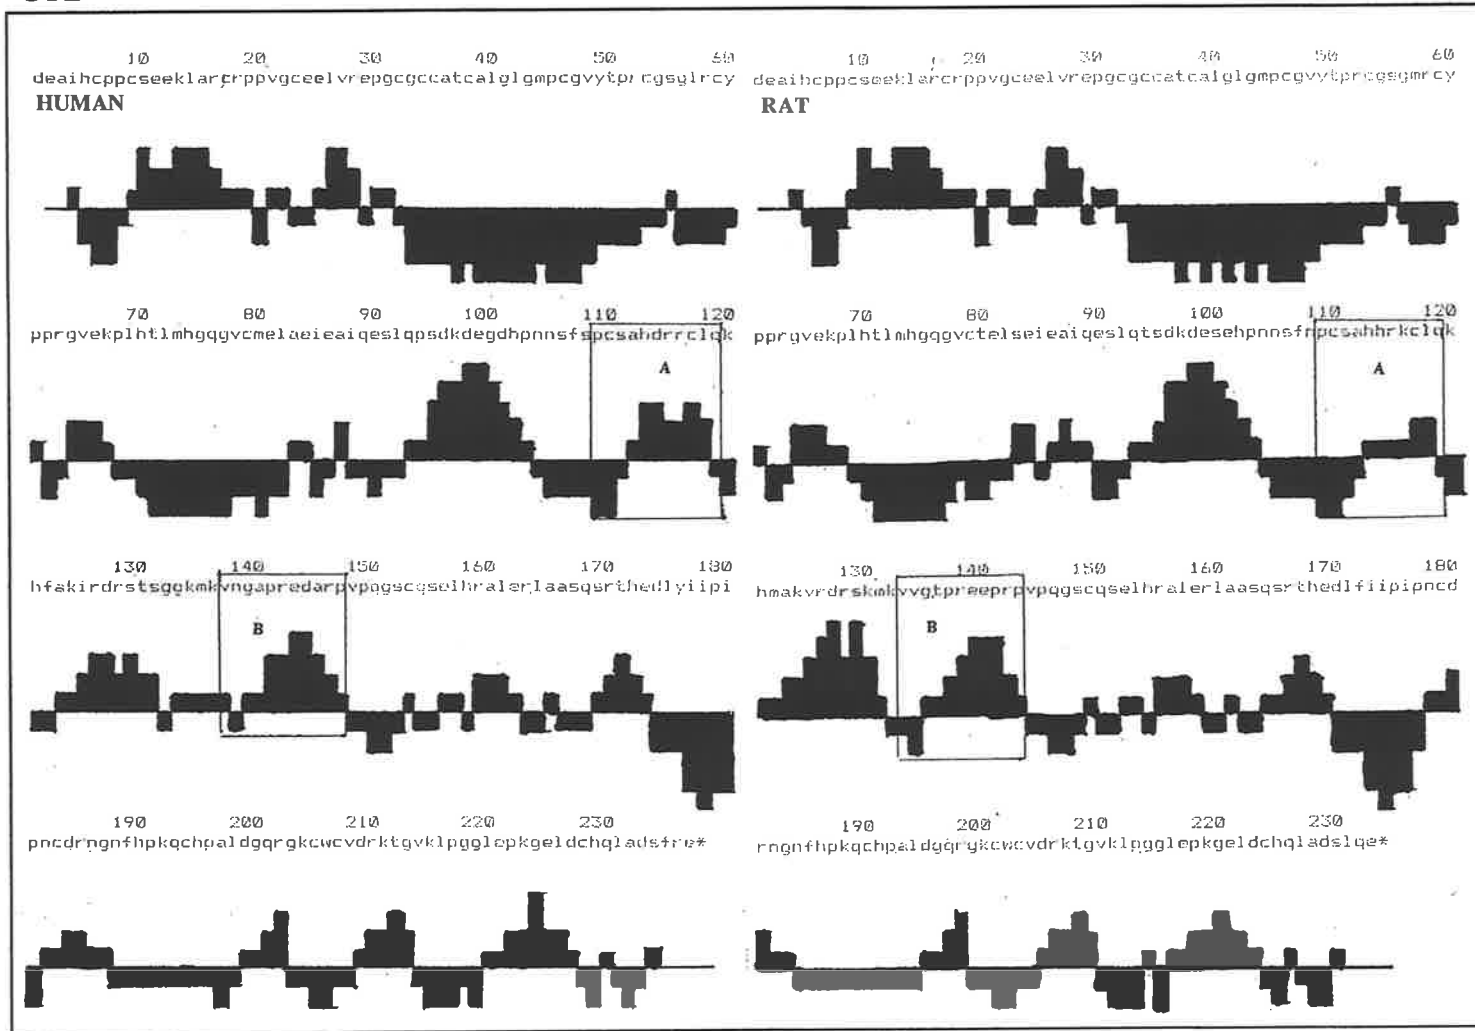 10 20 30 40 50 60
deaihcppcseeklarcrppvgceelvrepgcgccatcalglgmpcgvytprcgsglrcy
HUMAN
10 20 30 40 50 60
deaihcppcseeklarcrppvgceelvrepgcgccatcalglgmpcgvytprcgsgmrcy
RAT
70 80 90 100 110 120
pprgvekplhtlmhgqgvcmelaeieaiqeslqpsdkdegdhpnnsfspcsahdrrclqk
A
70 80 90 100 110 120
pprgvekplhtlmhgqgvctelseieaiqeslqtsdkdesehpnnsfnpcsahhrkclqk
A
130 140 150 160 170 180
hfakirdrstsggkmkvngapredarpvpqgscqselhralerlaasqsrthedlyiipi
B
130 140 150 160 170 180
hmakvrdrskmkvvgtpreeprpvpqgscqselhralerlaasqsrthedlfiipipncd
B
190 200 210 220 230
pncdrngnfhpkqchpaldgqrgkcwcvdrktgvklpgglepkgeldchqladsfre*
190 200 210 220 230
rngnfhpkqchpaldgqrgkcwcvdrktgvklpgglepkgeldchqladslqe*